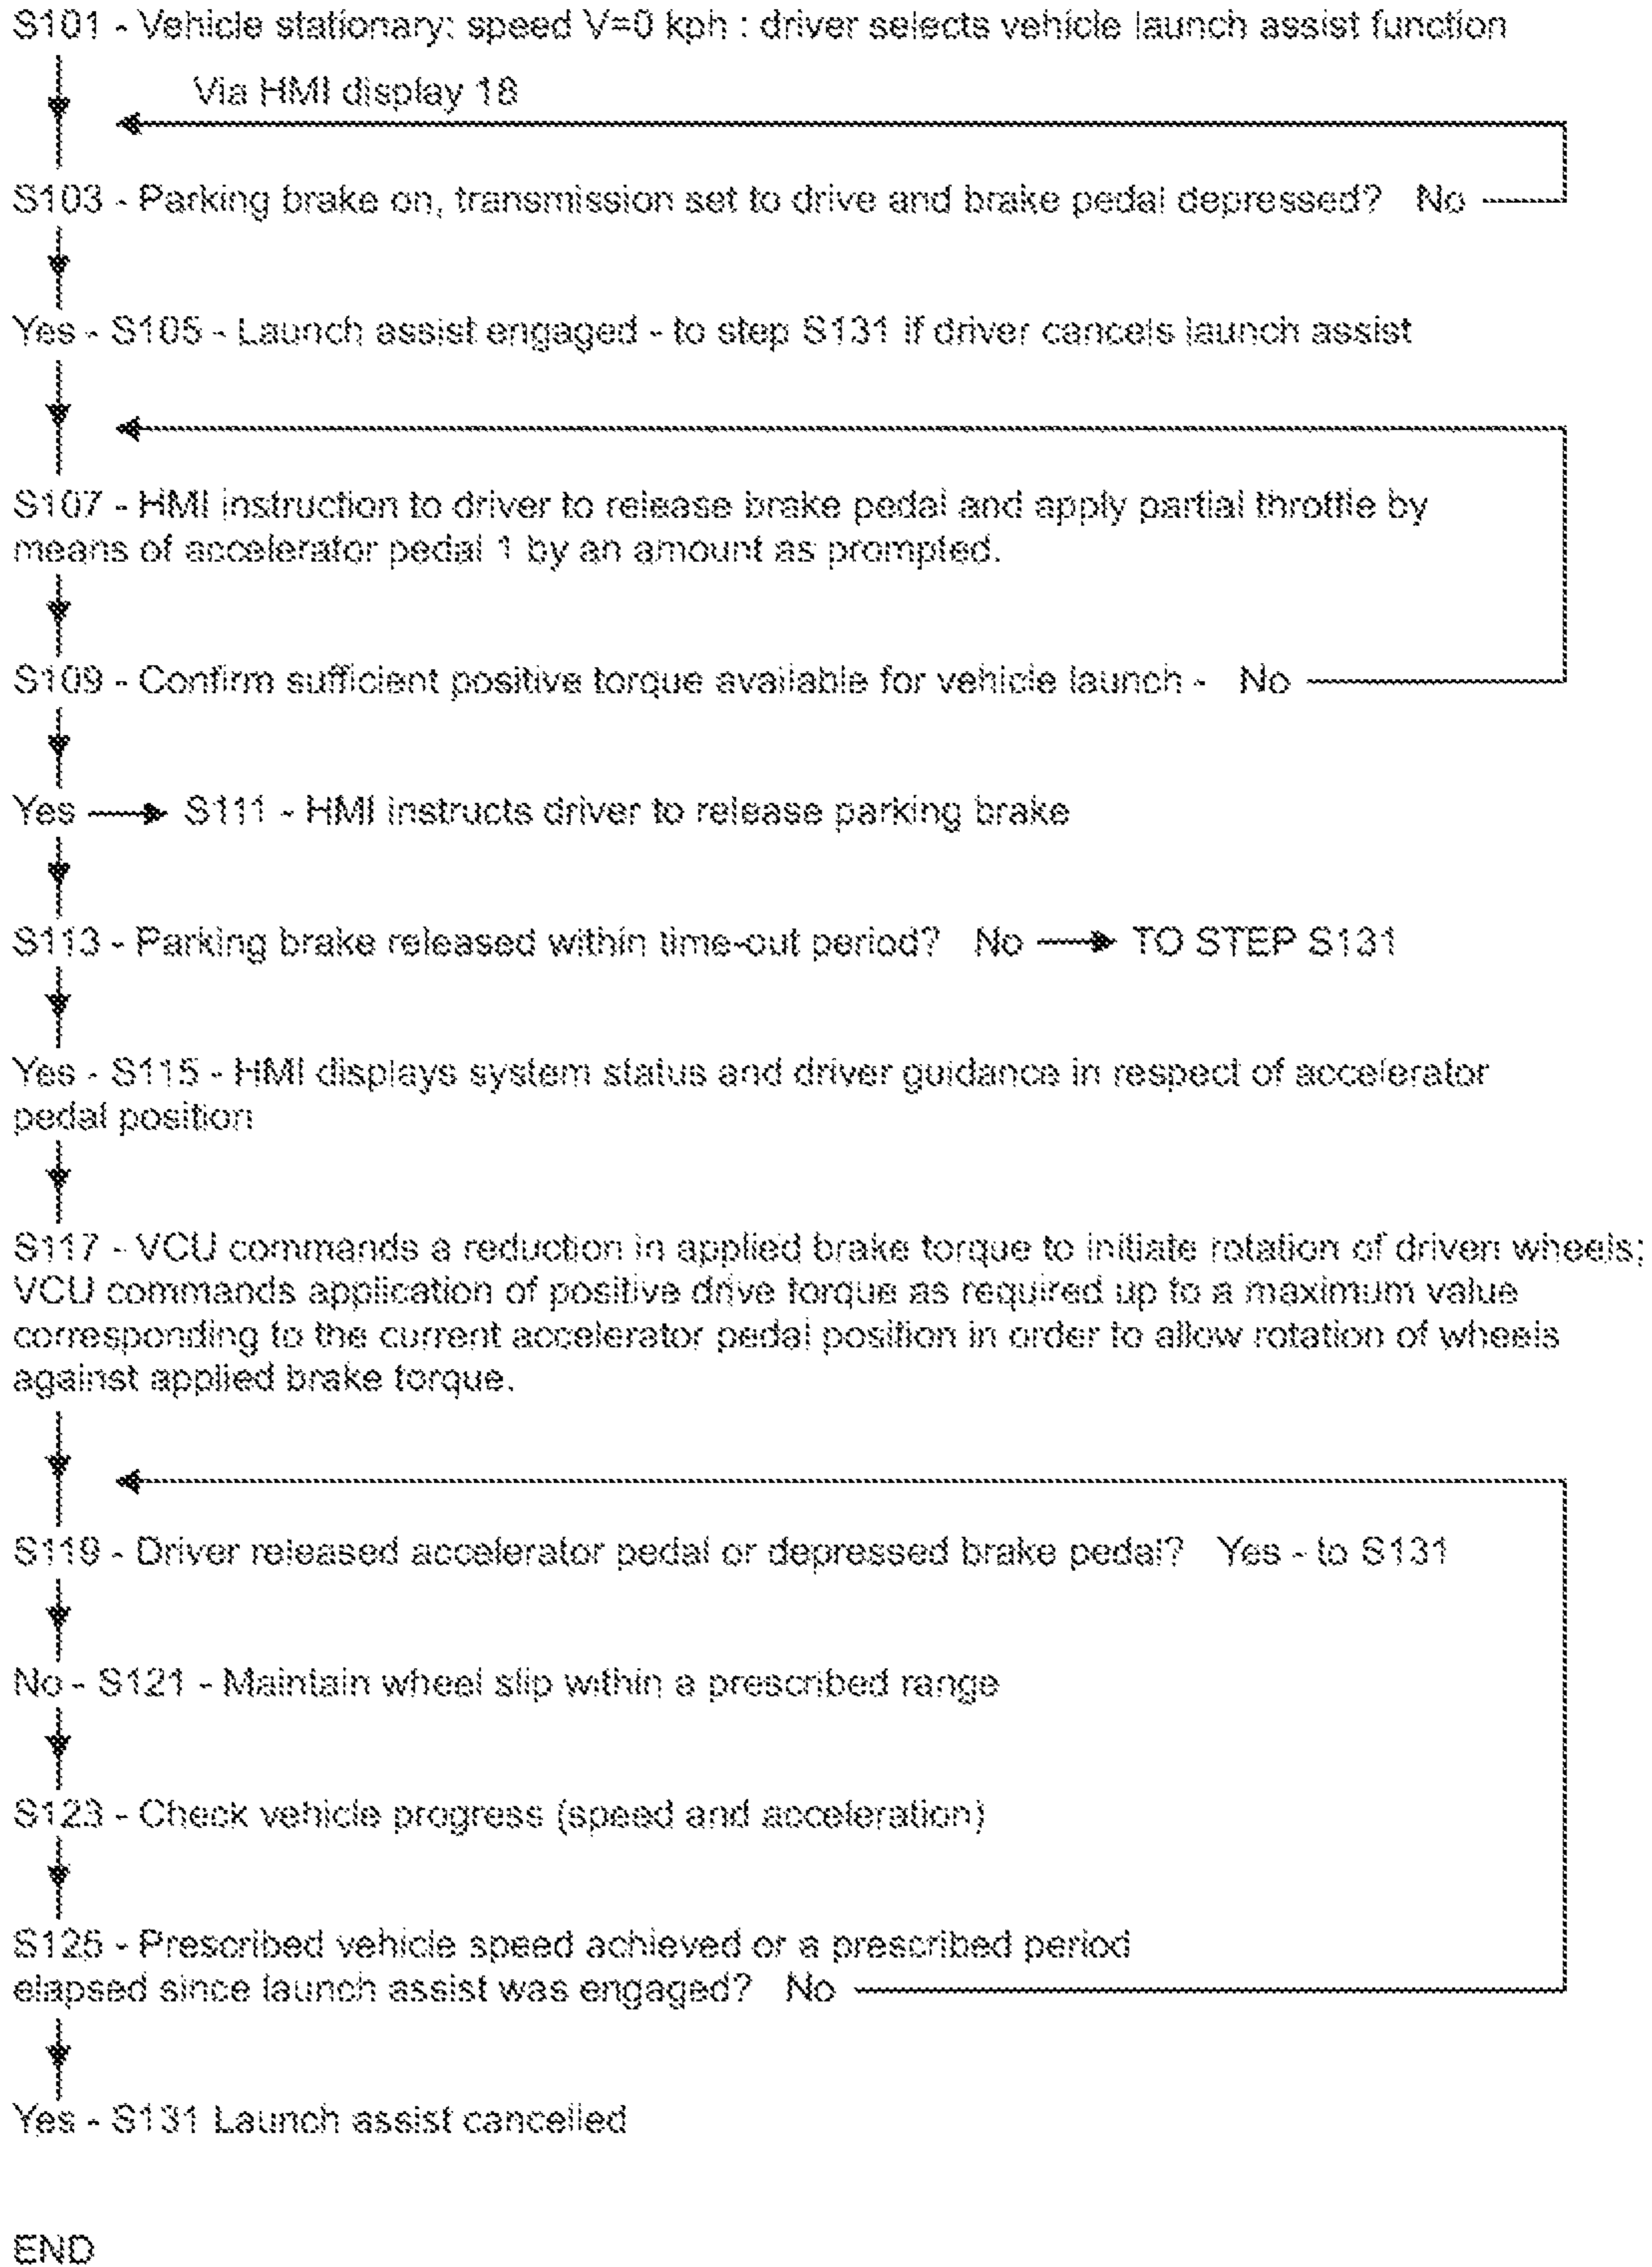 S101 - Vehicle stationary: speed V=0 kph : driver selects vehicle launch assist function
Via HMI display 18
S103 - Parking brake on, transmission set to drive and brake pedal depressed? No
Yes - S105 - Launch assist engaged - to step S131 if driver cancels launch assist
S107 - HMI instruction to driver to release brake pedal and apply partial throttle by
means of accelerator pedal 1 by an amount as prompted.
S109 - Confirm sufficient positive torque available for vehicle launch - No
Yes S111 - HMI instructs driver to release parking brake
S113 - Parking brake released within time-out period? No TO STEP S131
Yes - S115 - HMI displays system status and driver guidance in respect of accelerator
pedal position
S117 - VCU commands a reduction in applied brake torque to initiate rotation of driven wheels;
VCU commands application of positive drive torque as required up to a maximum value
corresponding to the current accelerator pedal position in order to allow rotation of wheels
against applied brake torque.
S119 - Driver released accelerator pedal or depressed brake pedal? Yes - to S131
No - S121 - Maintain wheel slip within a prescribed range
S123 - Check vehicle progress (speed and acceleration)
S125 - Prescribed vehicle speed achieved or a prescribed period
elapsed since launch assist was engaged? No
Yes - S131 Launch assist cancelled
END